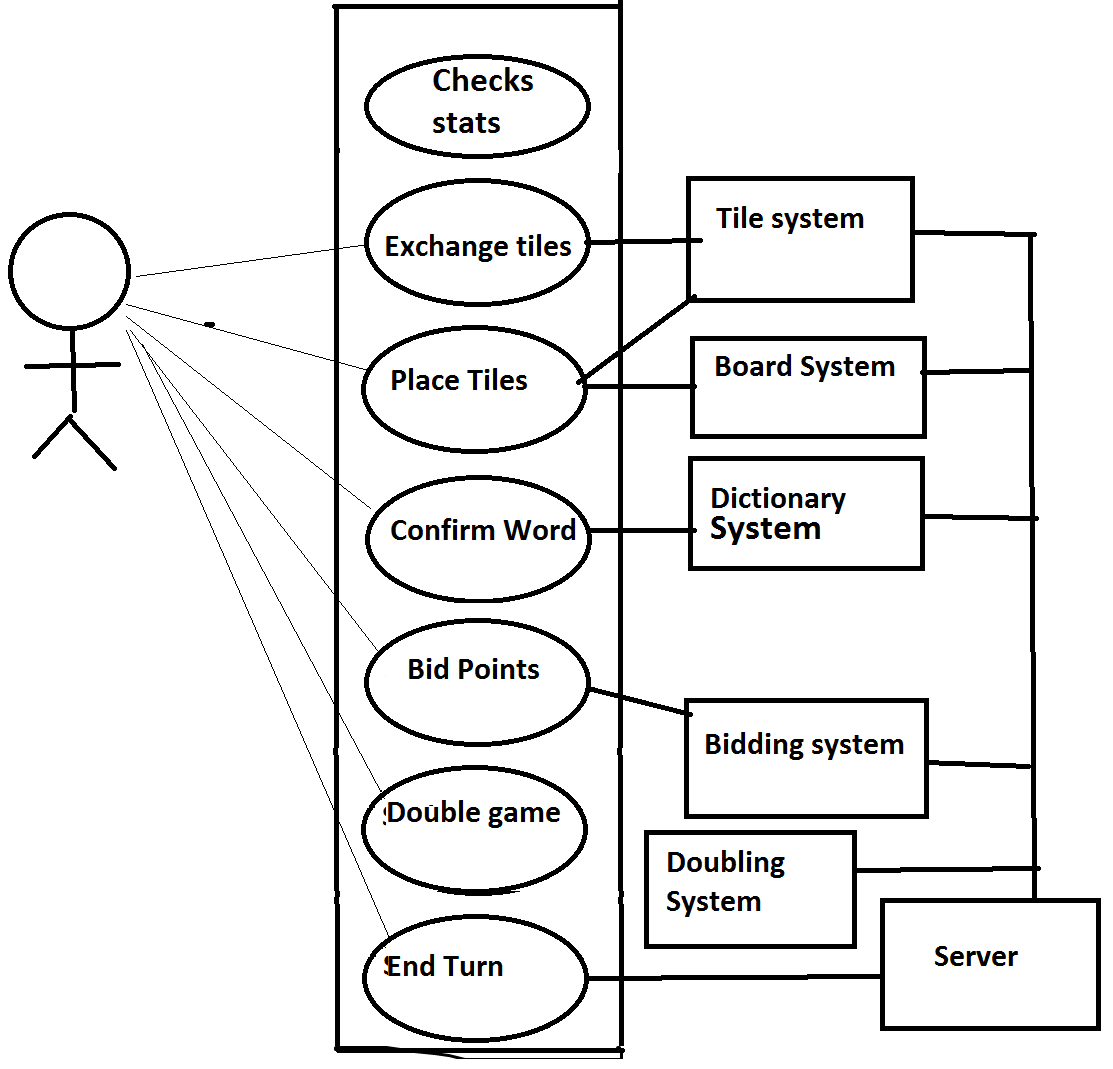 Checks
stats
Exchange tiles
Tile system
Place Tiles
Board System
Confirm Word
Dictionary
System
Bid Points
Bidding system
Double game
Doubling
System
End Turn
Server